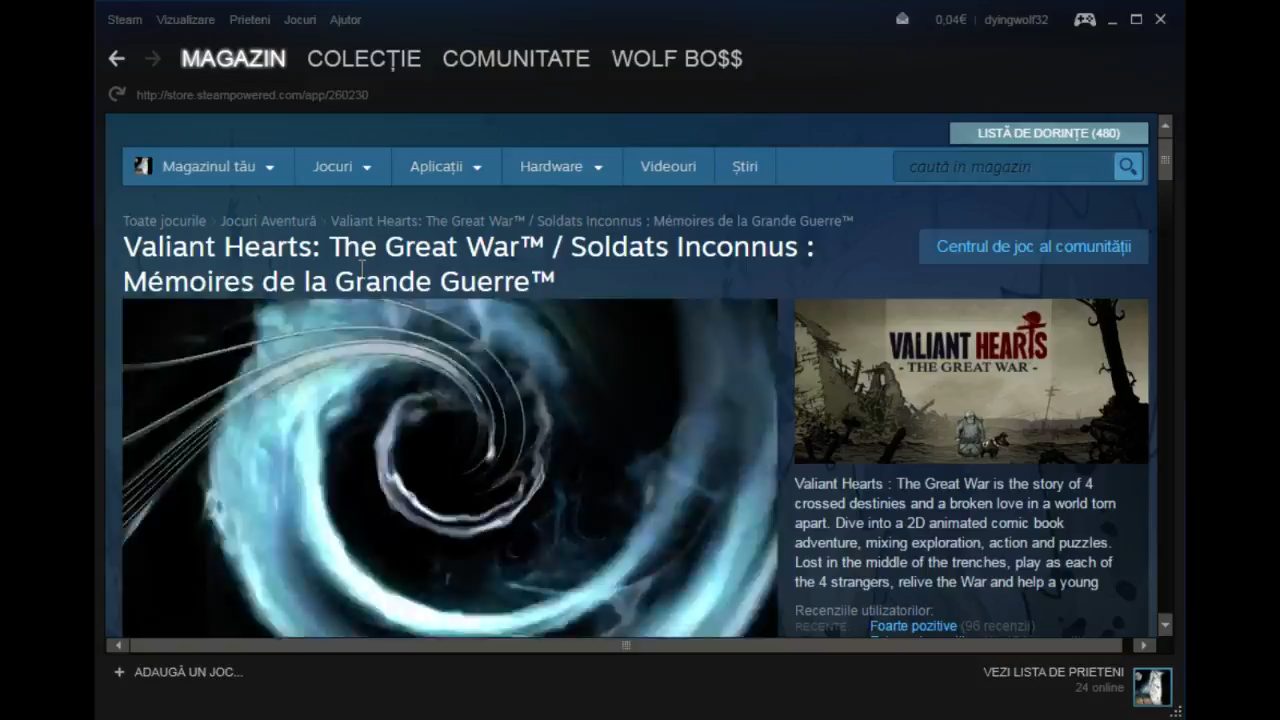 Steam Vizualizare Prieteni Jocuri Ajutor
0,04€ | dyingwolf32
MAGAZIN COLECȚIE COMUNITATE WOLF BO$$
http://store.steampowered.com/app/260230
LISTĂ DE DORINȚE (480)
Magazinul tău Jocuri Aplicații Hardware Videouri Știri
caută în magazin
Toate jocurile > Jocuri Aventură > Valiant Hearts: The Great War™ / Soldats Inconnus : Mémoires de la Grande Guerre™
Valiant Hearts: The Great War™ / Soldats Inconnus :
Mémoires de la Grande Guerre™
Centrul de joc al comunității
VALIANT HEARTS
- THE GREAT WAR -
Valiant Hearts : The Great War is the story of 4
crossed destinies and a broken love in a world torn
apart. Dive into a 2D animated comic book
adventure, mixing exploration, action and puzzles.
Lost in the middle of the trenches, play as each of
the 4 strangers, relive the War and help a young
Recenziile utilizatorilor:
RECENTE: Foarte pozitive (96 recenzii)
+ ADAUGĂ UN JOC...
VEZI LISTA DE PRIETENI
24 online